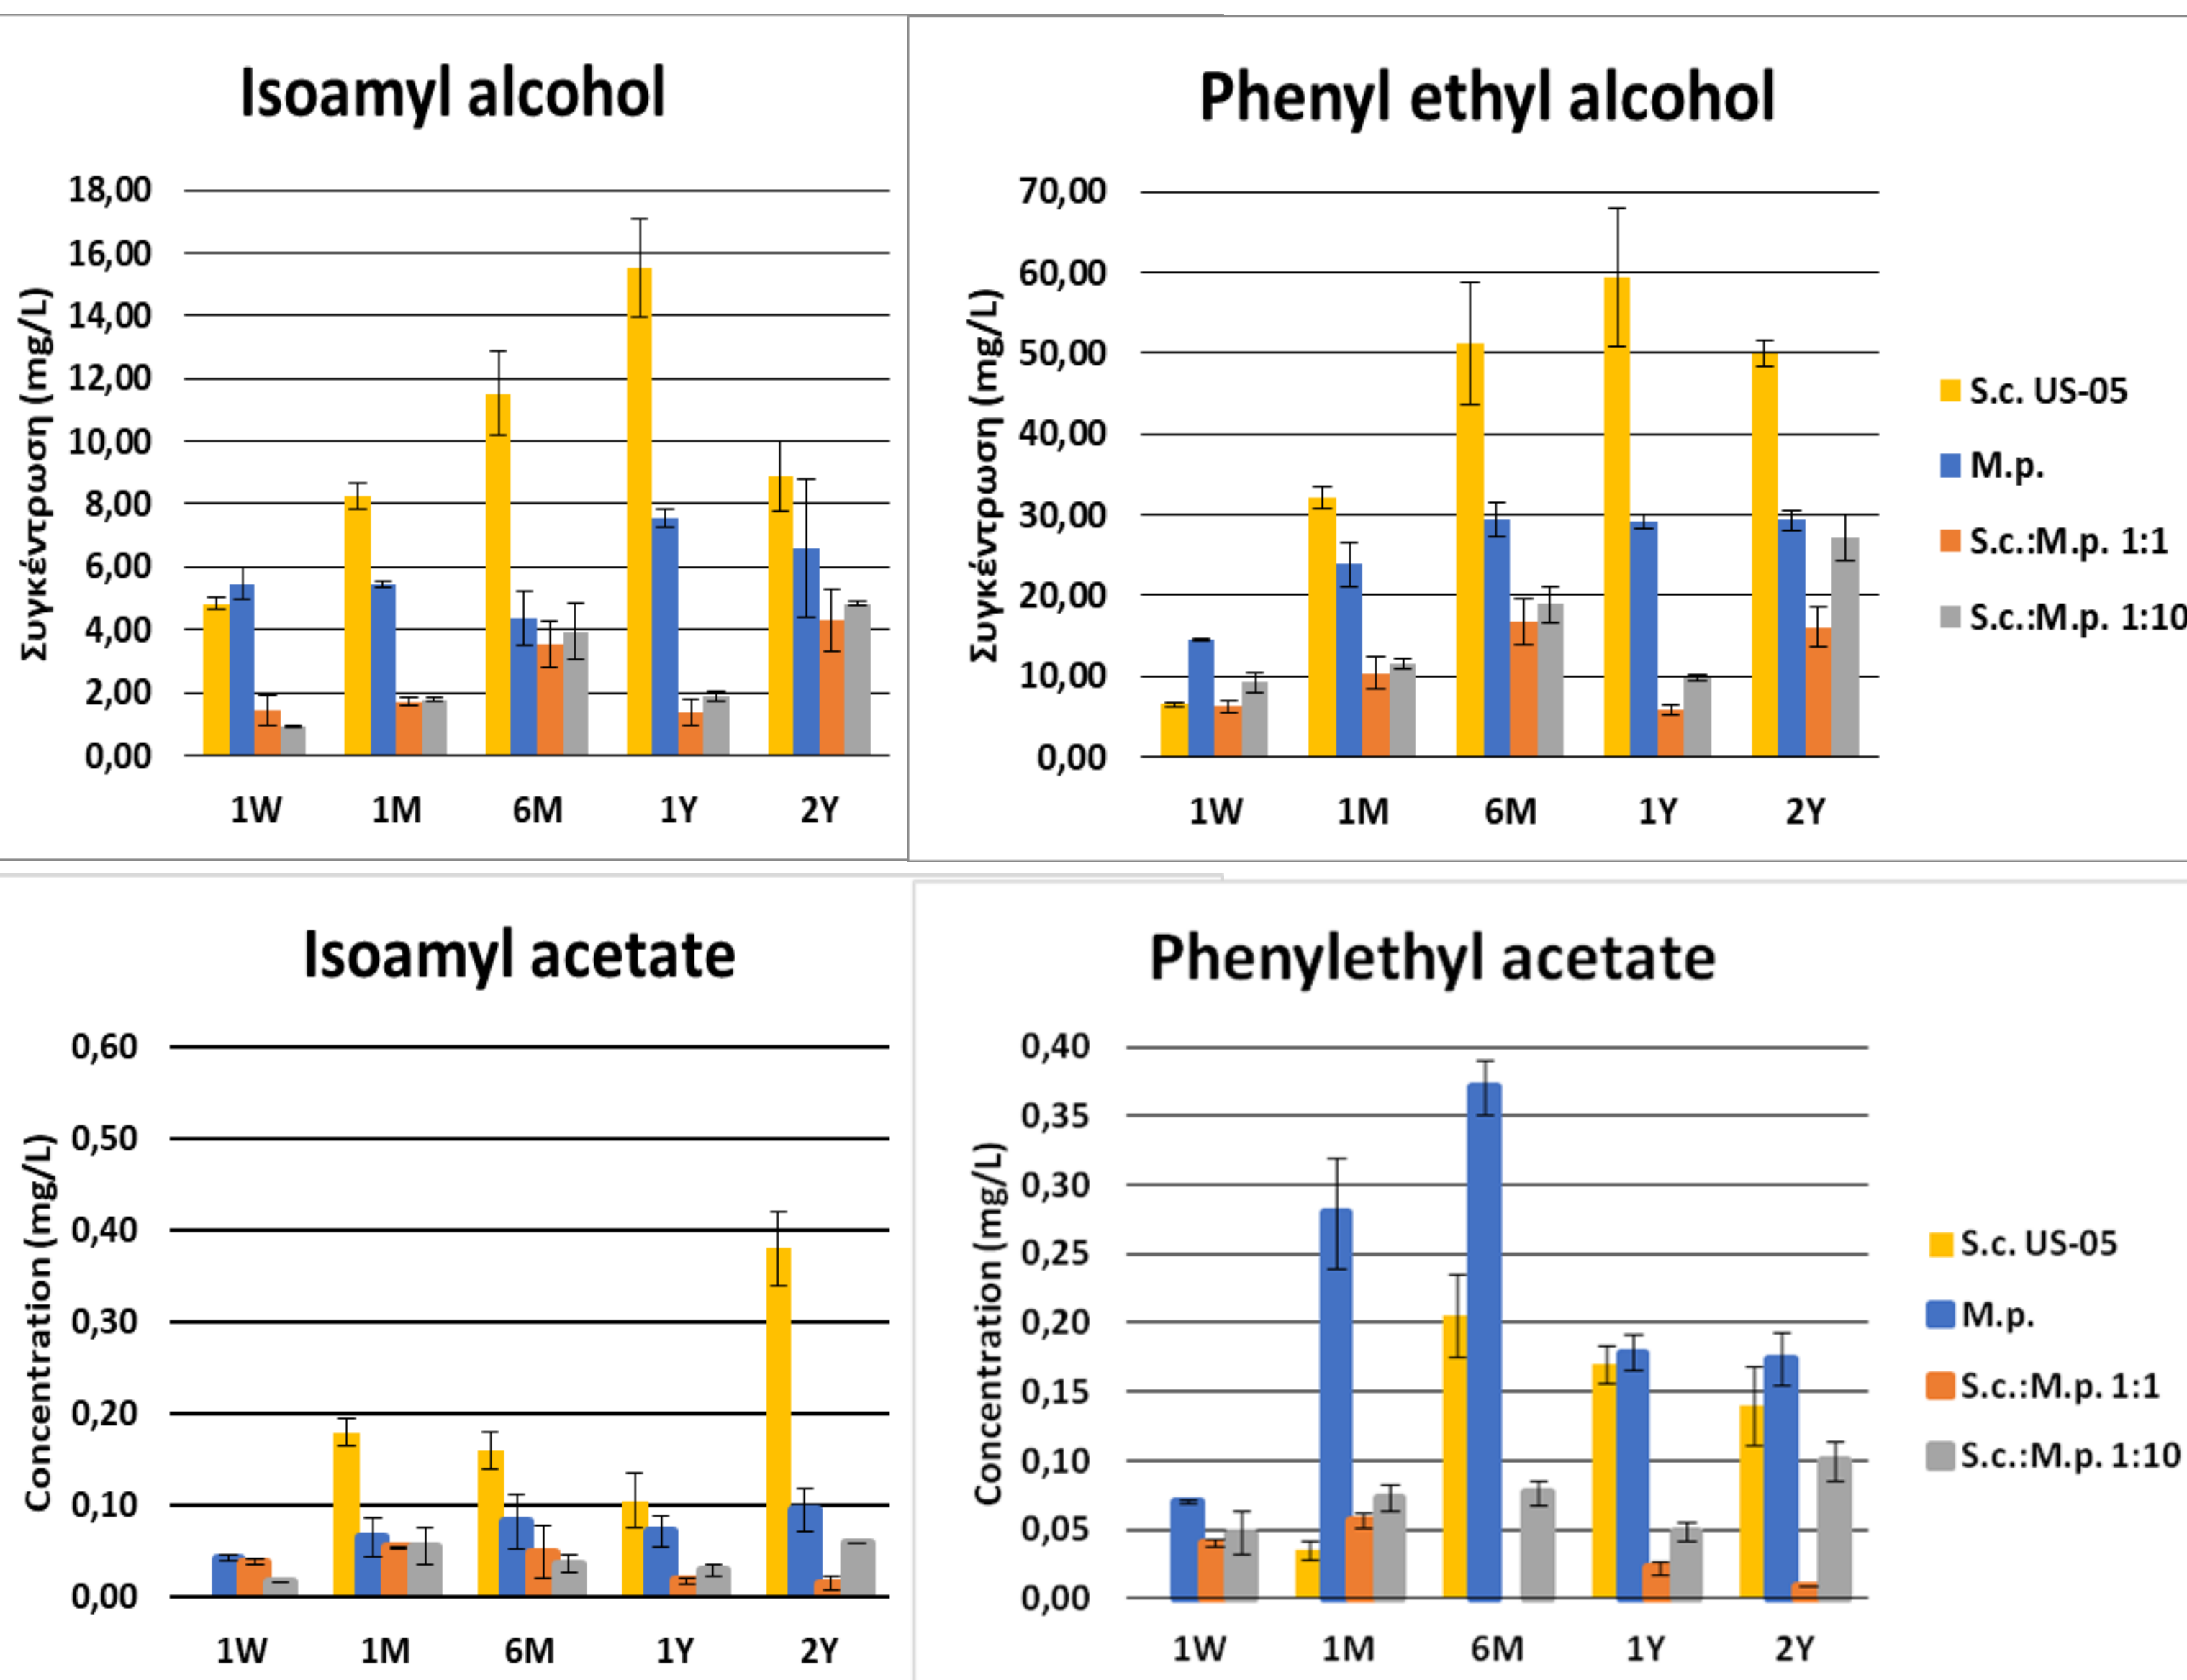 Isoamyl alcohol
Συγκέντρωση (mg/L)
18,00
16,00
14,00
12,00
10,00
8,00
6,00
4,00
2,00
0,00
1W 1M 6M 1Y 2Y
Phenyl ethyl alcohol
Συγκέντρωση (mg/L)
70,00
60,00
50,00
40,00
30,00
20,00
10,00
0,00
1W 1M 6M 1Y 2Y
S.c. US-05
M.p.
S.c.:M.p. 1:1
S.c.:M.p. 1:10
Isoamyl acetate
Concentration (mg/L)
0,60
0,50
0,40
0,30
0,20
0,10
0,00
1W 1M 6M 1Y 2Y
Phenylethyl acetate
Concentration (mg/L)
0,40
0,35
0,30
0,25
0,20
0,15
0,10
0,05
0,00
1W 1M 6M 1Y 2Y
S.c. US-05
M.p.
S.c.:M.p. 1:1
S.c.:M.p. 1:10